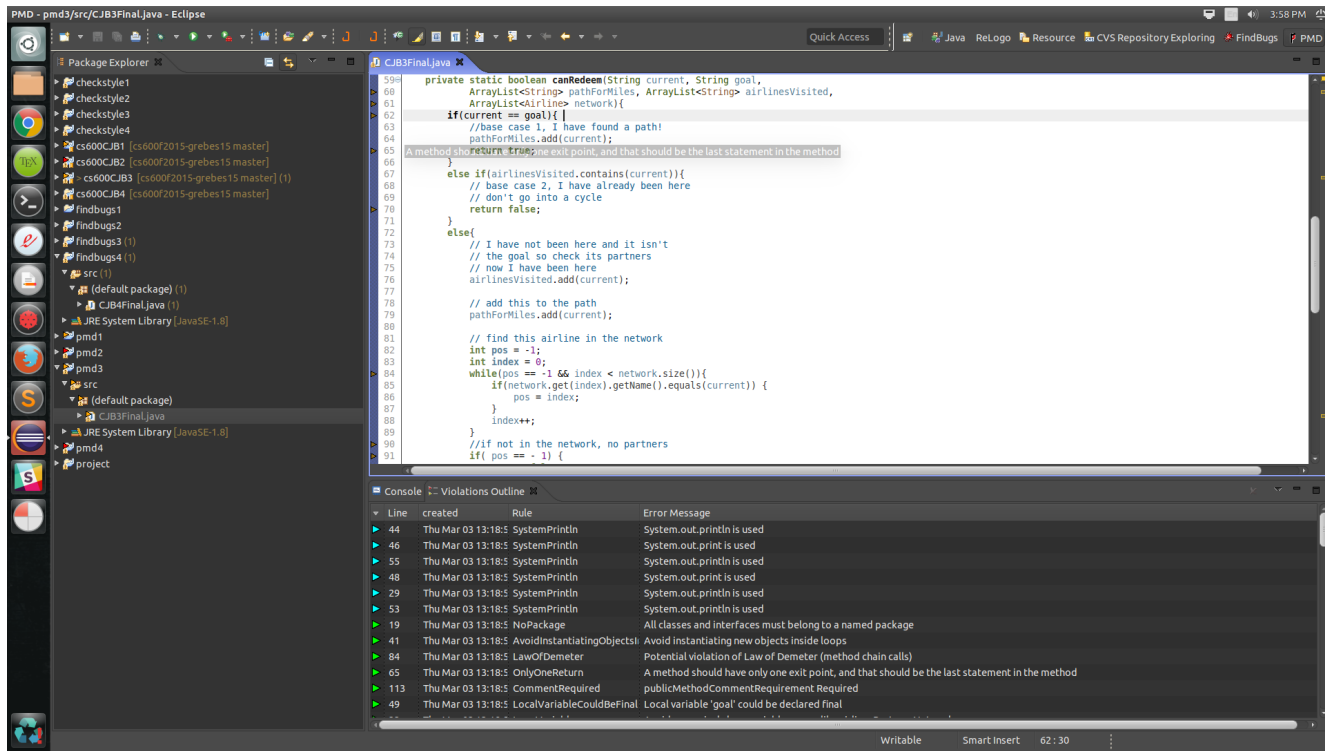 PMD - pmd3/src/CJB3Final.java - Eclipse
3:58 PM
Quick Access
Java ReLogo Resource CVS Repository Exploring FindBugs PMD
Package Explorer
checkstyle1
checkstyle2
checkstyle3
checkstyle4
cs600CJB1 [cs600f2015-grebes15 master]
cs600CJB2 [cs600f2015-grebes15 master]
> cs600CJB3 [cs600f2015-grebes15 master] (1)
cs600CJB4 [cs600f2015-grebes15 master]
findbugs1
findbugs2
findbugs3 (1)
findbugs4 (1)
src (1)
(default package) (1)
CJB4Final.java (1)
JRE System Library [JavaSE-1.8]
pmd1
pmd2
pmd3
src
(default package)
CJB3Final.java
JRE System Library [JavaSE-1.8]
pmd4
project
CJB3Final.java
59 private static boolean canRedeem(String current, String goal,
60 ArrayList<String> pathForMiles, ArrayList<String> airlinesVisited,
61 ArrayList<Airline> network){
62 if(current == goal){
63 //base case 1, I have found a path!
64 pathForMiles.add(current);
65 return true;
A method should have only one exit point, and that should be the last statement in the method
66 }
67 else if(airlinesVisited.contains(current)){
68 // base case 2, I have already been here
69 // don't go into a cycle
70 return false;
71 }
72 else{
73 // I have not been here and it isn't
74 // the goal so check its partners
75 // now I have been here
76 airlinesVisited.add(current);
77
78 // add this to the path
79 pathForMiles.add(current);
80
81 // find this airline in the network
82 int pos = -1;
83 int index = 0;
84 while(pos == -1 && index < network.size()){
85 if(network.get(index).getName().equals(current)) {
86 pos = index;
87 }
88 index++;
89 }
90 //if not in the network, no partners
91 if( pos == - 1) {
Console Violations Outline
Line created Rule Error Message
44 Thu Mar 03 13:18:5 SystemPrintln System.out.println is used
46 Thu Mar 03 13:18:5 SystemPrintln System.out.print is used
55 Thu Mar 03 13:18:5 SystemPrintln System.out.println is used
48 Thu Mar 03 13:18:5 SystemPrintln System.out.print is used
29 Thu Mar 03 13:18:5 SystemPrintln System.out.println is used
53 Thu Mar 03 13:18:5 SystemPrintln System.out.println is used
19 Thu Mar 03 13:18:5 NoPackage All classes and interfaces must belong to a named package
41 Thu Mar 03 13:18:5 AvoidInstantiatingObjectsI Avoid instantiating new objects inside loops
84 Thu Mar 03 13:18:5 LawOfDemeter Potential violation of Law of Demeter (method chain calls)
65 Thu Mar 03 13:18:5 OnlyOneReturn A method should have only one exit point, and that should be the last statement in the method
113 Thu Mar 03 13:18:5 CommentRequired publicMethodCommentRequirement Required
49 Thu Mar 03 13:18:5 LocalVariableCouldBeFinal Local variable 'goal' could be declared final
Writable Smart Insert 62 : 30